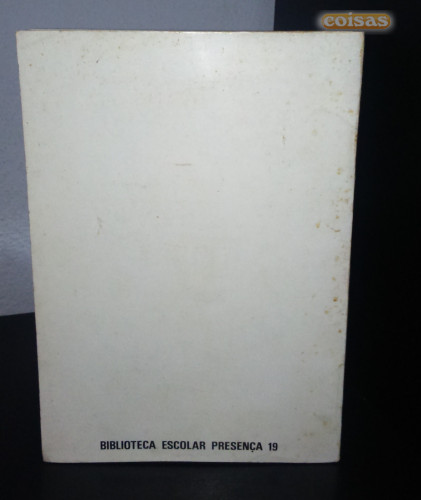 coisas
BIBLIOTECA ESCOLAR PRESENÇA 19